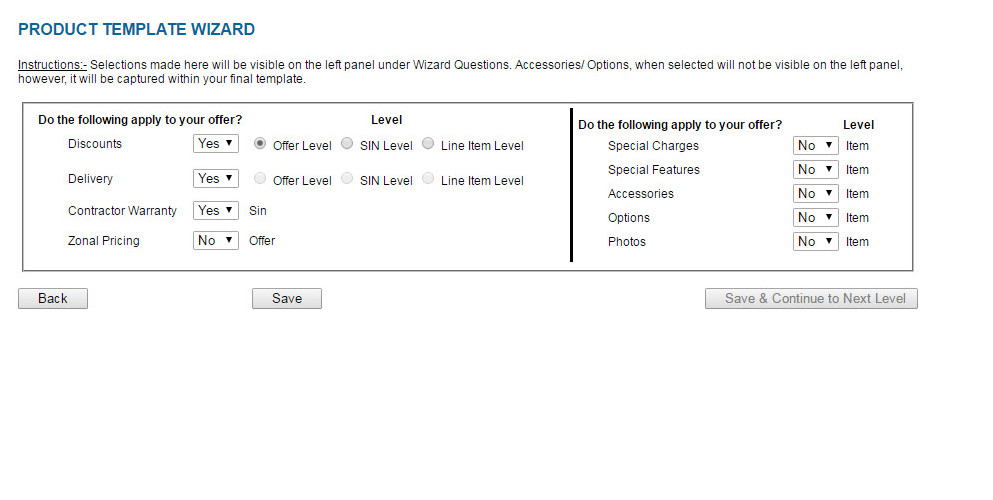 PRODUCT TEMPLATE WIZARD
Instructions:- Selections made here will be visible on the left panel under Wizard Questions. Accessories/ Options, when selected will not be visible on the left panel,
however, it will be captured within your final template.
Do the following apply to your offer? Level
Discounts Yes Offer Level SIN Level Line Item Level
Delivery Yes Offer Level SIN Level Line Item Level
Contractor Warranty Yes Sin
Zonal Pricing No Offer
Do the following apply to your offer? Level
Special Charges No Item
Special Features No Item
Accessories No Item
Options No Item
Photos No Item
Back Save Save & Continue to Next Level